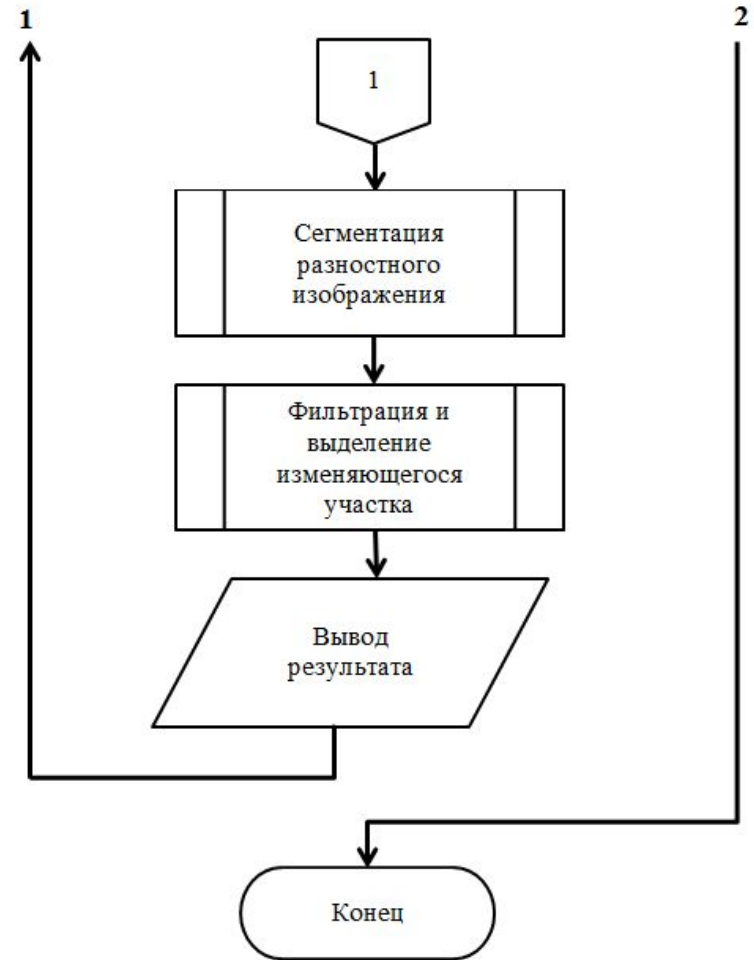 1
2
1
Сегментация
разностного
изображения
Фильтрация и
выделение
изменяющегося
участка
Вывод
результата
Конец